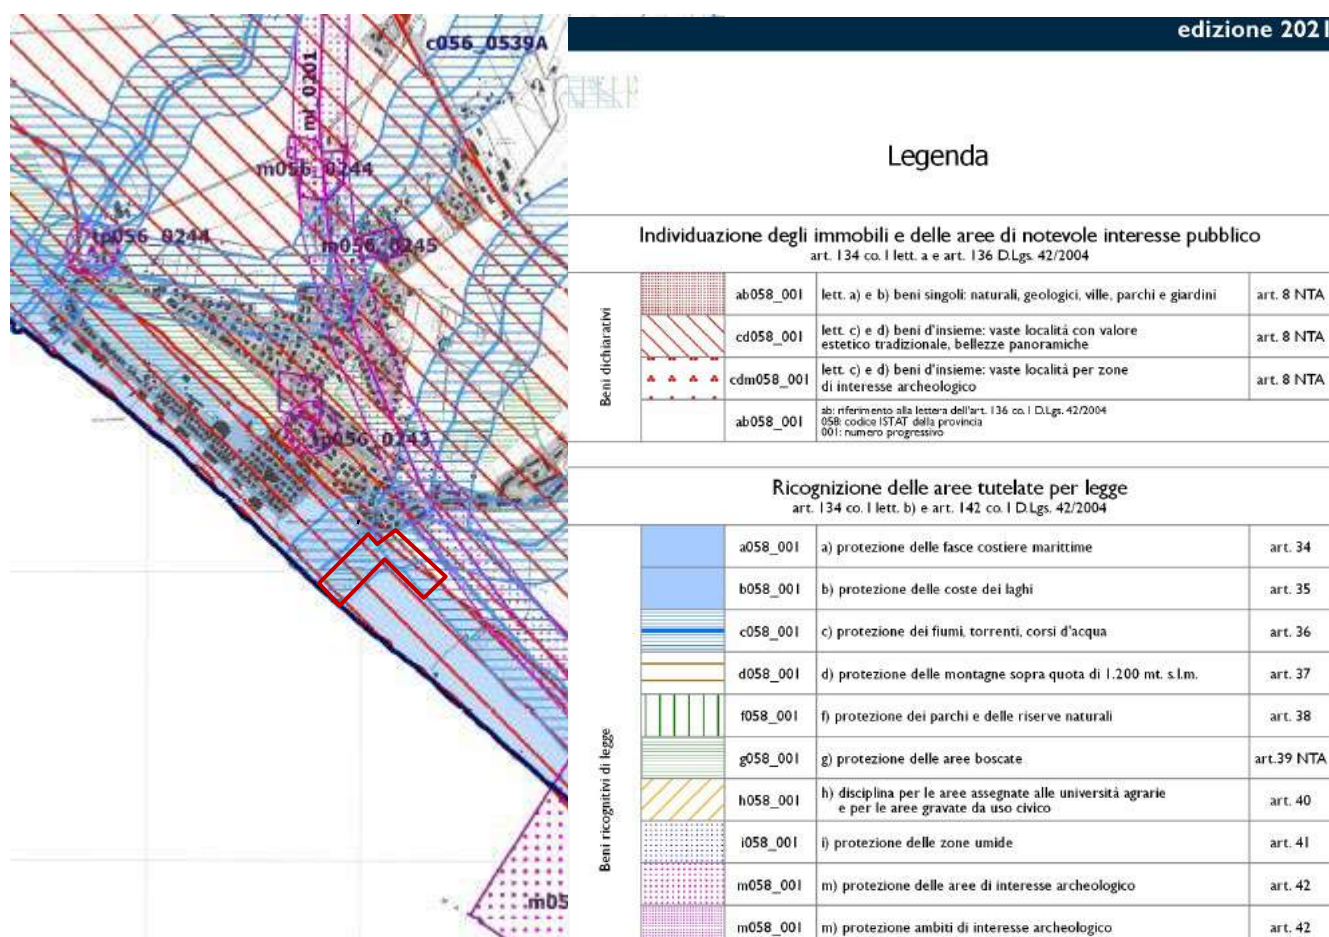 edizione 2021
c056_0539A
ml_0301
m056_0244
tp056_0244
m056_0245
tp056_0243
m05
Legenda
Individuazione degli immobili e delle aree di notevole interesse pubblico
art. 134 co. 1 lett. a e art. 136 D.Lgs. 42/2004
Beni dichiarativi
ab058_001 lett. a) e b) beni singoli: naturali, geologici, ville, parchi e giardini art. 8 NTA
cd058_001 lett. c) e d) beni d'insieme: vaste località con valore
estetico tradizionale, bellezze panoramiche art. 8 NTA
cdm058_001 lett. c) e d) beni d'insieme: vaste località per zone
di interesse archeologico art. 8 NTA
ab058_001 ab: riferimento alla lettera dell'art. 136 co. 1 D.Lgs. 42/2004
058: codice ISTAT della provincia
001: numero progressivo
Ricognizione delle aree tutelate per legge
art. 134 co. 1 lett. b) e art. 142 co. 1 D.Lgs. 42/2004
Beni ricognitivi di legge
a058_001 a) protezione delle fasce costiere marittime art. 34
b058_001 b) protezione delle coste dei laghi art. 35
c058_001 c) protezione dei fiumi, torrenti, corsi d'acqua art. 36
d058_001 d) protezione delle montagne sopra quota di 1.200 mt. s.l.m. art. 37
f058_001 f) protezione dei parchi e delle riserve naturali art. 38
g058_001 g) protezione delle aree boscate art.39 NTA
h058_001 h) disciplina per le aree assegnate alle università agrarie
e per le aree gravate da uso civico art. 40
i058_001 i) protezione delle zone umide art. 41
m058_001 m) protezione delle aree di interesse archeologico art. 42
m058_001 m) protezione ambiti di interesse archeologico art. 42